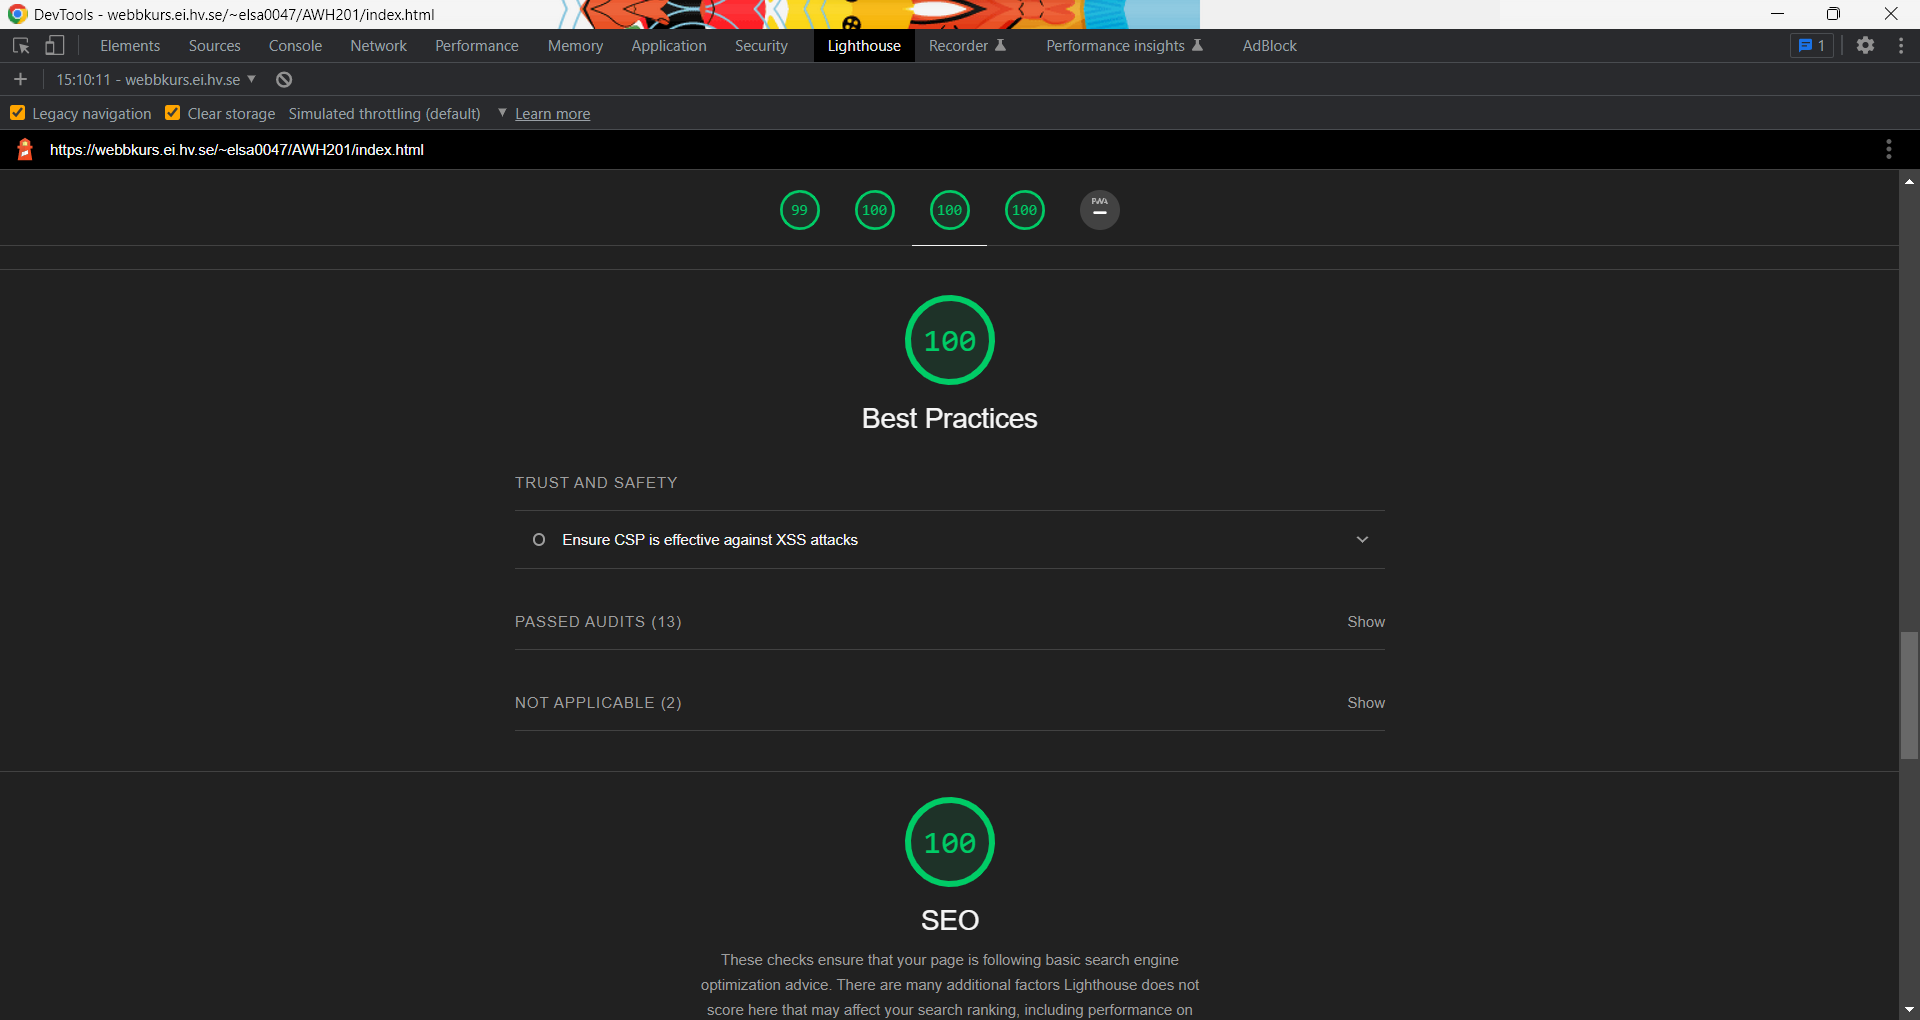 DevTools - webbkurs.ei.hv.se/~elsa0047/AWH201/index.html
Elements Sources Console Network Performance Memory Application Security Lighthouse Recorder Performance insights AdBlock 1
15:10:11 - webbkurs.ei.hv.se
Legacy navigation Clear storage Simulated throttling (default) Learn more
https://webbkurs.ei.hv.se/~elsa0047/AWH201/index.html
99 100 100 100 PWA
100
Best Practices
TRUST AND SAFETY
Ensure CSP is effective against XSS attacks
PASSED AUDITS (13) Show
NOT APPLICABLE (2) Show
100
SEO
These checks ensure that your page is following basic search engine
optimization advice. There are many additional factors Lighthouse does not
score here that may affect your search ranking, including performance on